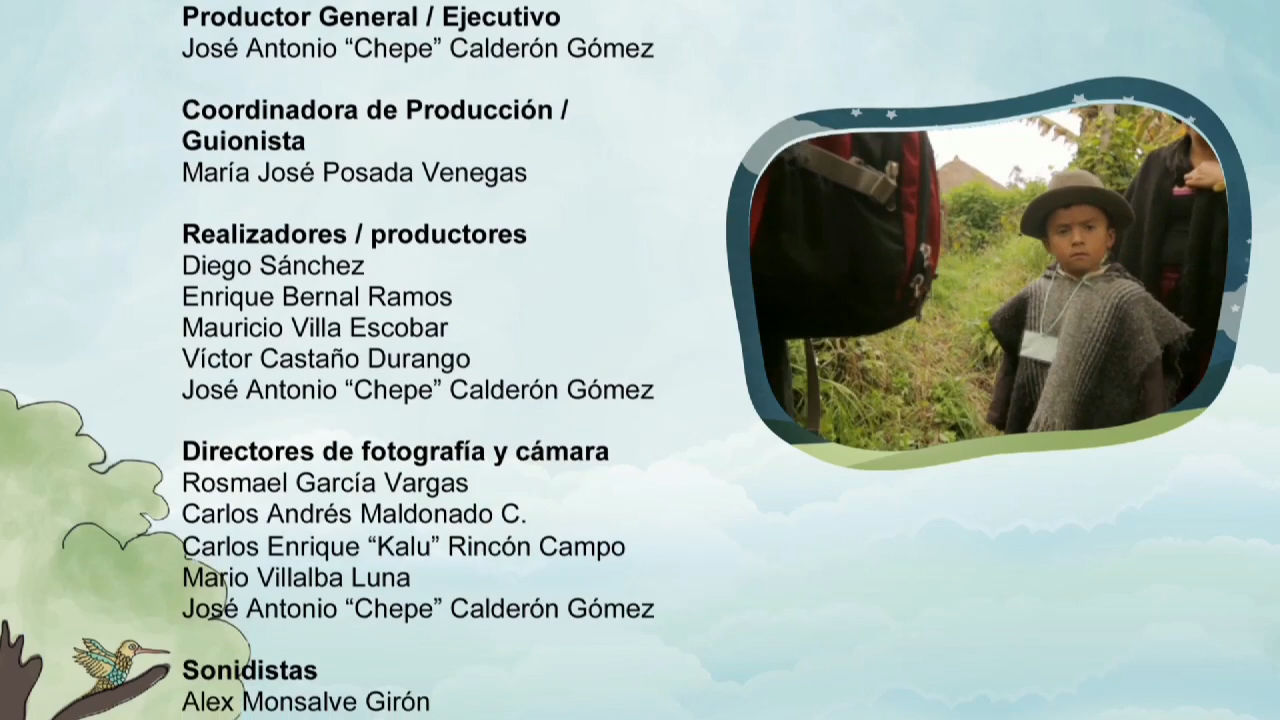 Productor General / Ejecutivo
José Antonio “Chepe” Calderón Gómez
Coordinadora de Producción /
Guionista
María José Posada Venegas
Realizadores / productores
Diego Sánchez
Enrique Bernal Ramos
Mauricio Villa Escobar
Víctor Castaño Durango
José Antonio “Chepe” Calderón Gómez
Directores de fotografía y cámara
Rosmael García Vargas
Carlos Andrés Maldonado C.
Carlos Enrique “Kalu” Rincón Campo
Mario Villalba Luna
José Antonio “Chepe” Calderón Gómez
Sonidistas
Alex Monsalve Girón